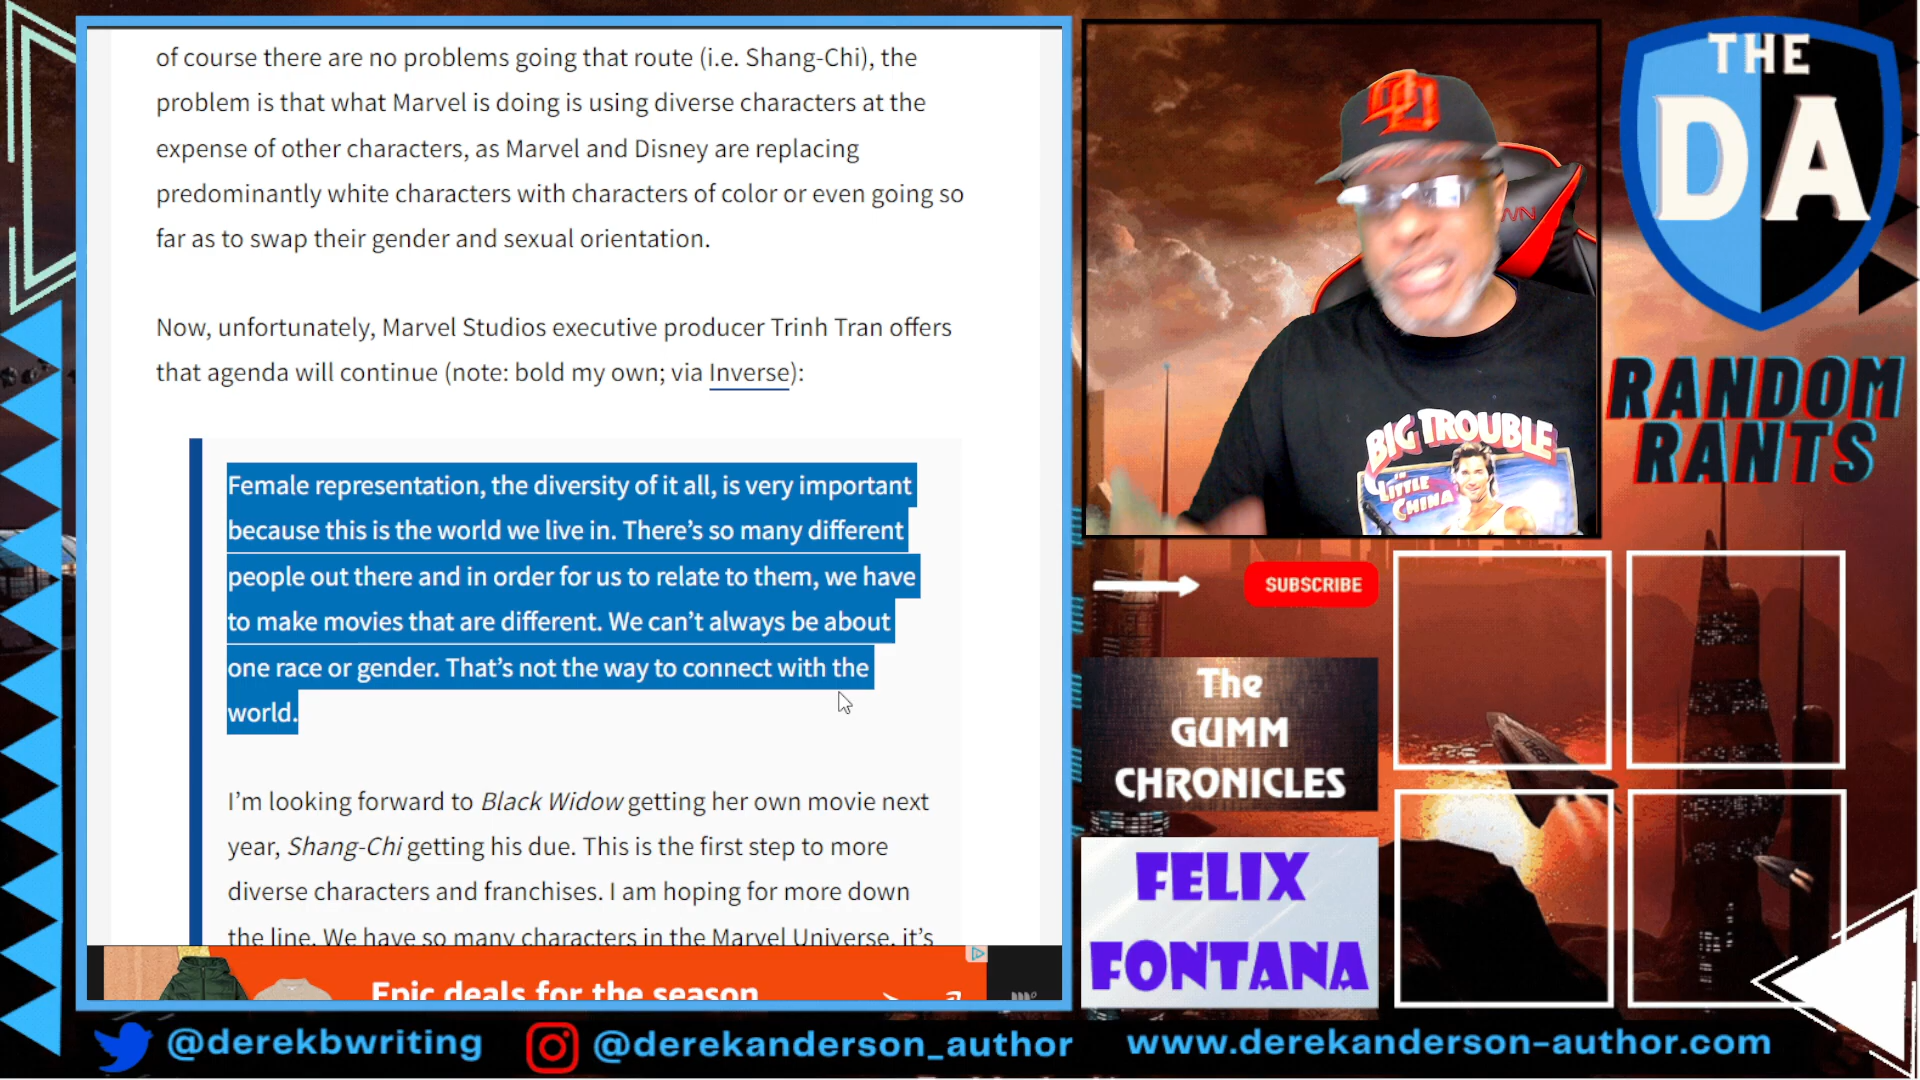 of course there are no problems going that route (i.e. Shang-Chi), the
problem is that what Marvel is doing is using diverse characters at the
expense of other characters, as Marvel and Disney are replacing
predominantly white characters with characters of color or even going so
far as to swap their gender and sexual orientation.
Now, unfortunately, Marvel Studios executive producer Trinh Tran offers
that agenda will continue (note: bold my own; via Inverse):
Female representation, the diversity of it all, is very important
because this is the world we live in. There’s so many different
people out there and in order for us to relate to them, we have
to make movies that are different. We can’t always be about
one race or gender. That’s not the way to connect with the
world.
I’m looking forward to Black Widow getting her own movie next
year, Shang-Chi getting his due. This is the first step to more
diverse characters and franchises. I am hoping for more down
the line. We have so many characters in the Marvel Universe, it’s
Epic deals for the season
BIG TROUBLE
IN
LITTLE
CHINA
THE
DA
RANDOM
RANTS
SUBSCRIBE
The
GUMM
CHRONICLES
FELIX
FONTANA
@derekbwriting
@derekanderson_author
www.derekanderson-author.com